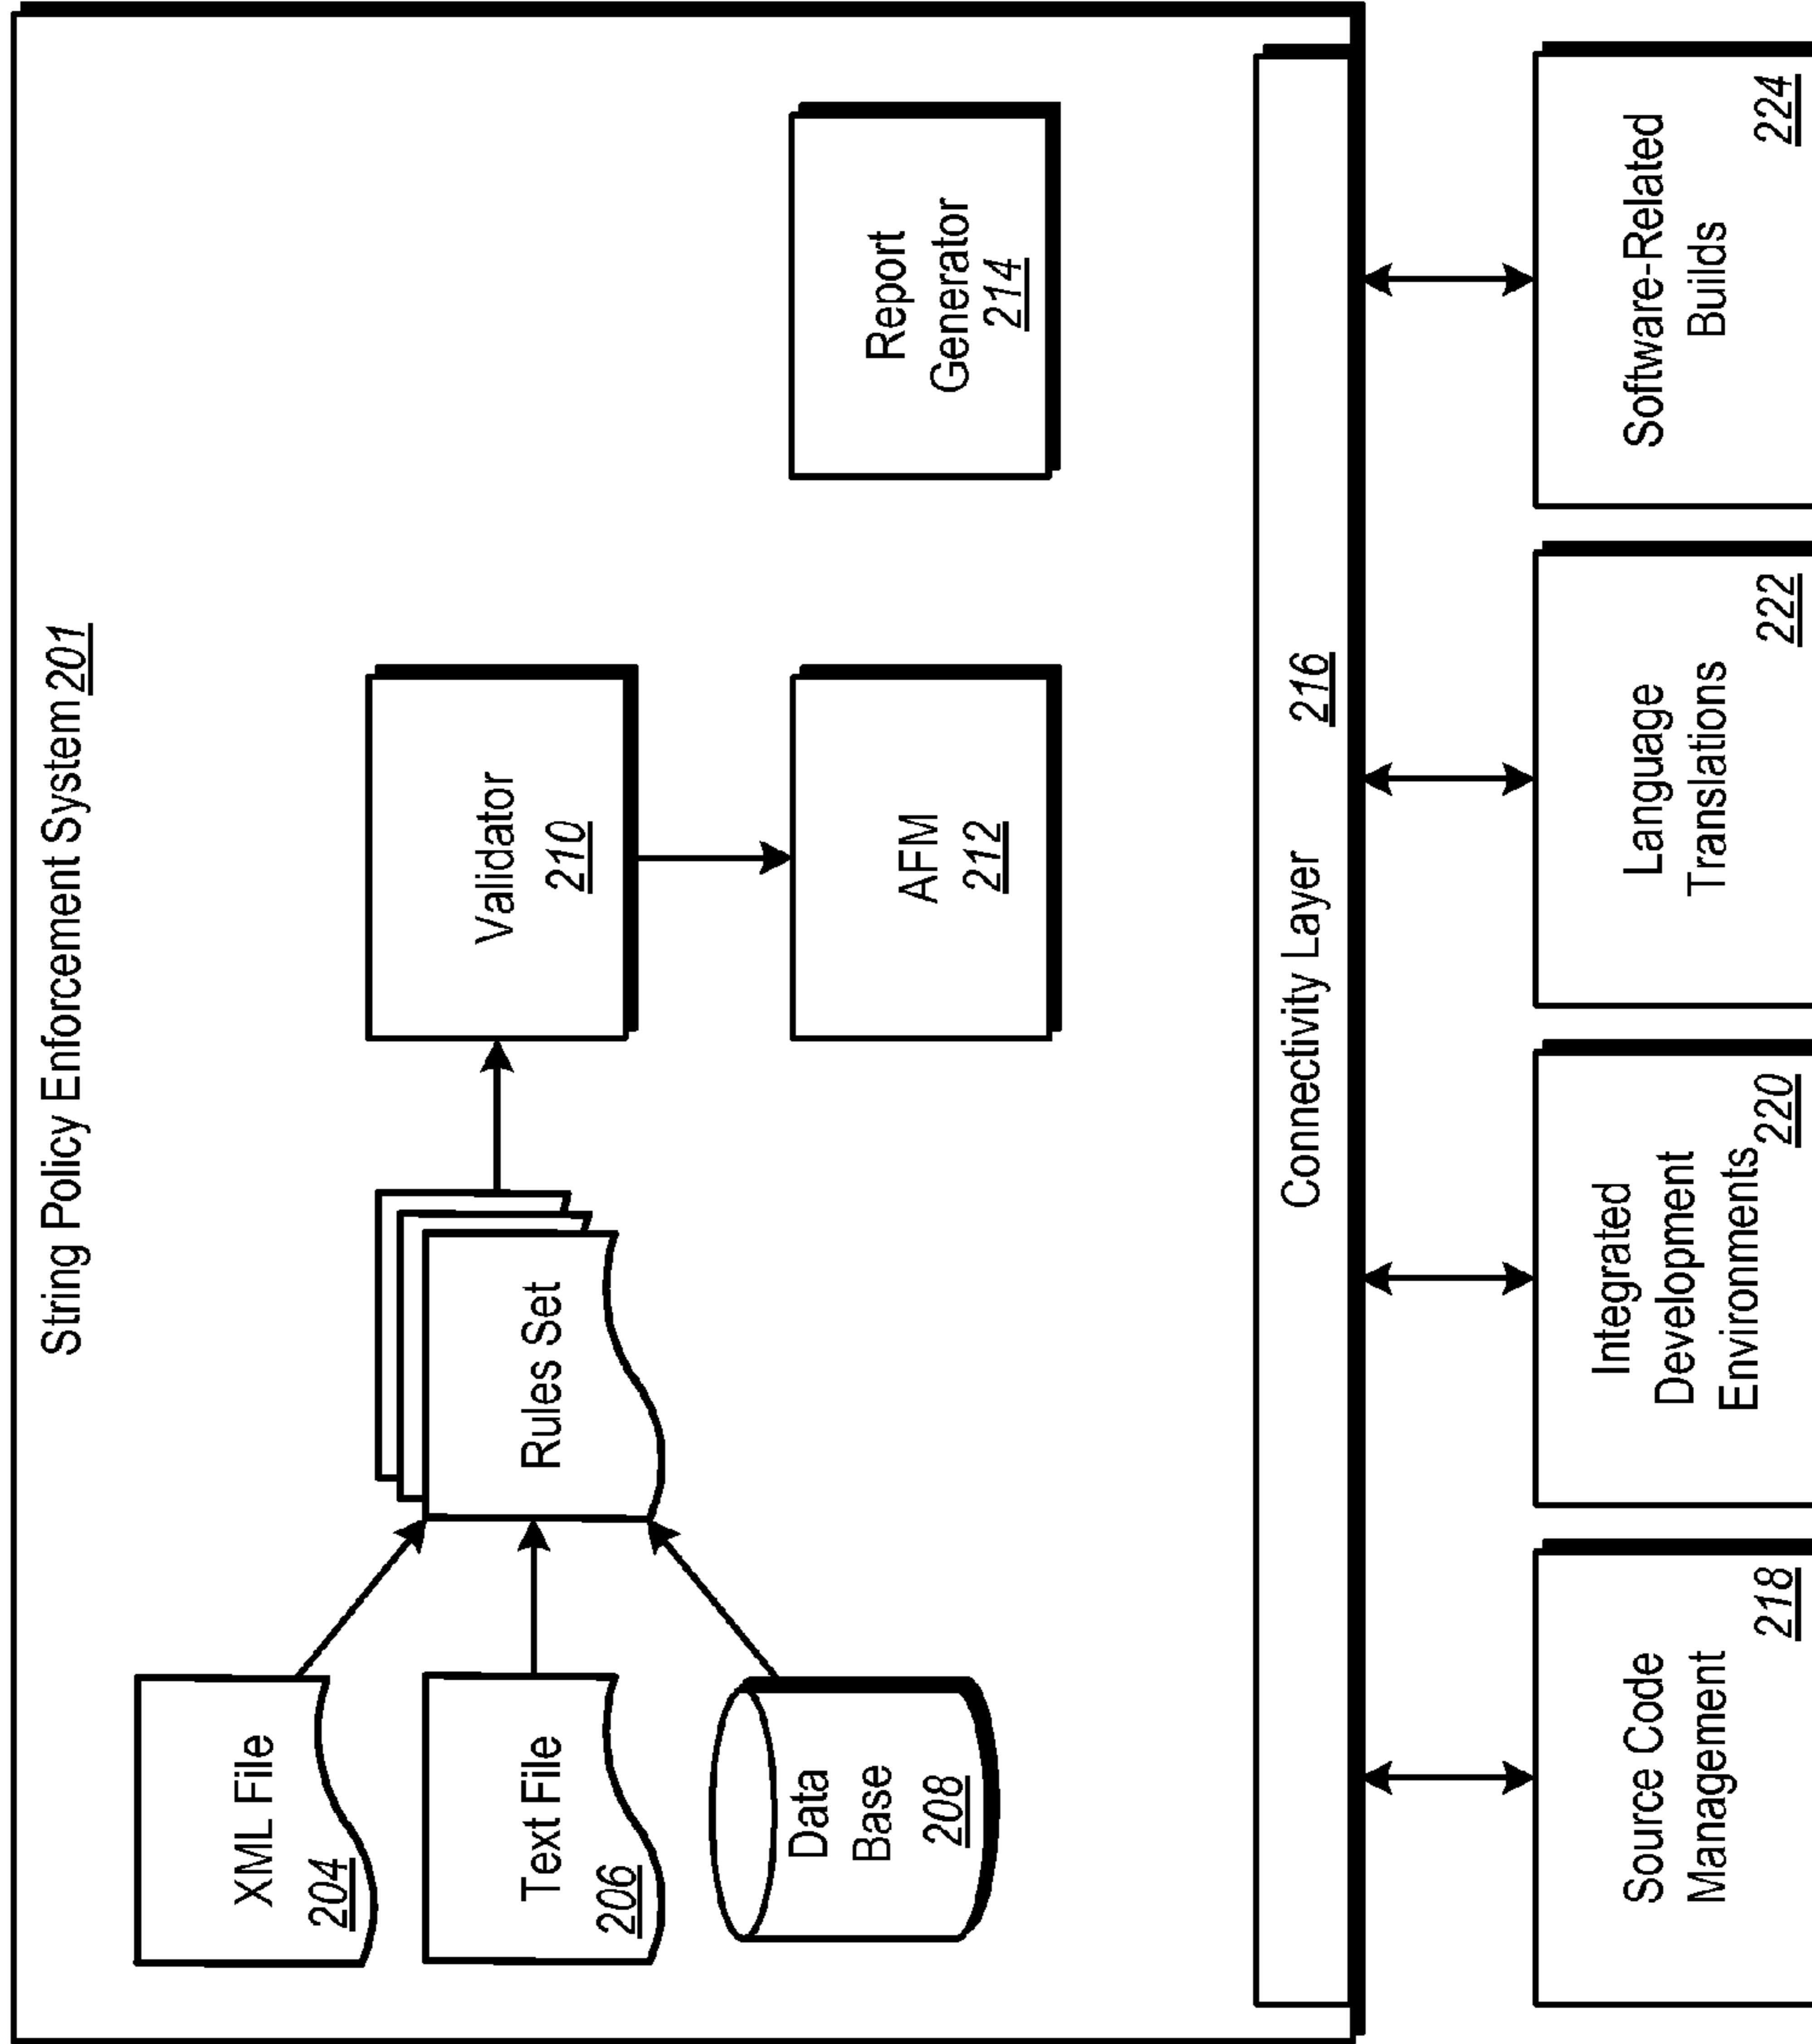 String Policy Enforcement System 201
XML File
204
Text File
206
Data
Base
208
Rules Set
Validator
210
AFM
212
Report
Generator
214
Connectivity Layer 216
Source Code
Management
218
Integrated
Development
Environments
220
Language
Translations
222
Software-Related
Builds
224